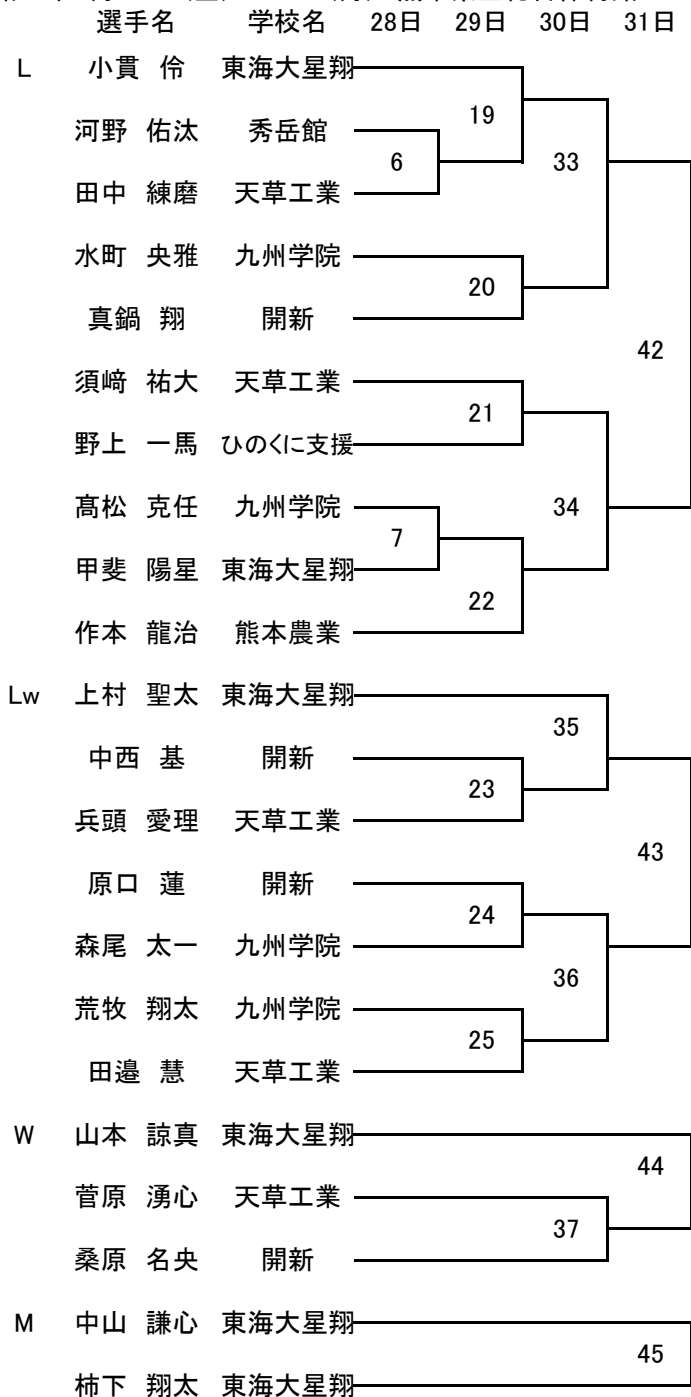 選手名 学校名 28日 29日 30日 31日
L 小貫 伶 東海大星翔
19
河野 佑汰 秀岳館
6 33
田中 練磨 天草工業
水町 央雅 九州学院
20
真鍋 翔 開新
42
須﨑 祐大 天草工業
21
野上 一馬 ひのくに支援
髙松 克任 九州学院 34
7
甲斐 陽星 東海大星翔
22
作本 龍治 熊本農業
Lw 上村 聖太 東海大星翔
35
中西 基 開新
23
兵頭 愛理 天草工業
43
原口 蓮 開新
24
森尾 太一 九州学院
36
荒牧 翔太 九州学院
25
田邉 慧 天草工業
W 山本 諒真 東海大星翔
44
菅原 湧心 天草工業
37
桑原 名央 開新
M 中山 謙心 東海大星翔
45
柿下 翔太 東海大星翔